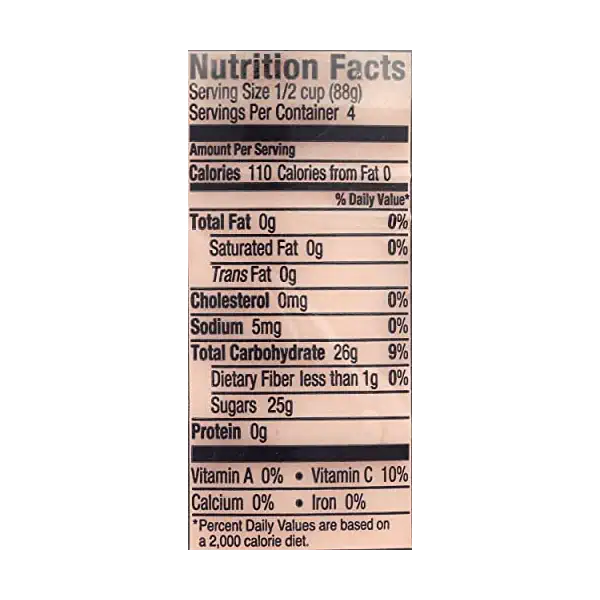 Nutrition Facts
Serving Size 1/2 cup (88g)
Servings Per Container 4
Amount Per Serving
Calories 110 Calories from Fat 0
% Daily Value*
Total Fat 0g 0%
Saturated Fat 0g 0%
Trans Fat 0g
Cholesterol 0mg 0%
Sodium 5mg 0%
Total Carbohydrate 26g 9%
Dietary Fiber less than 1g 0%
Sugars 25g
Protein 0g
Vitamin A 0% • Vitamin C 10%
Calcium 0% • Iron 0%
*Percent Daily Values are based on
a 2,000 calorie diet.